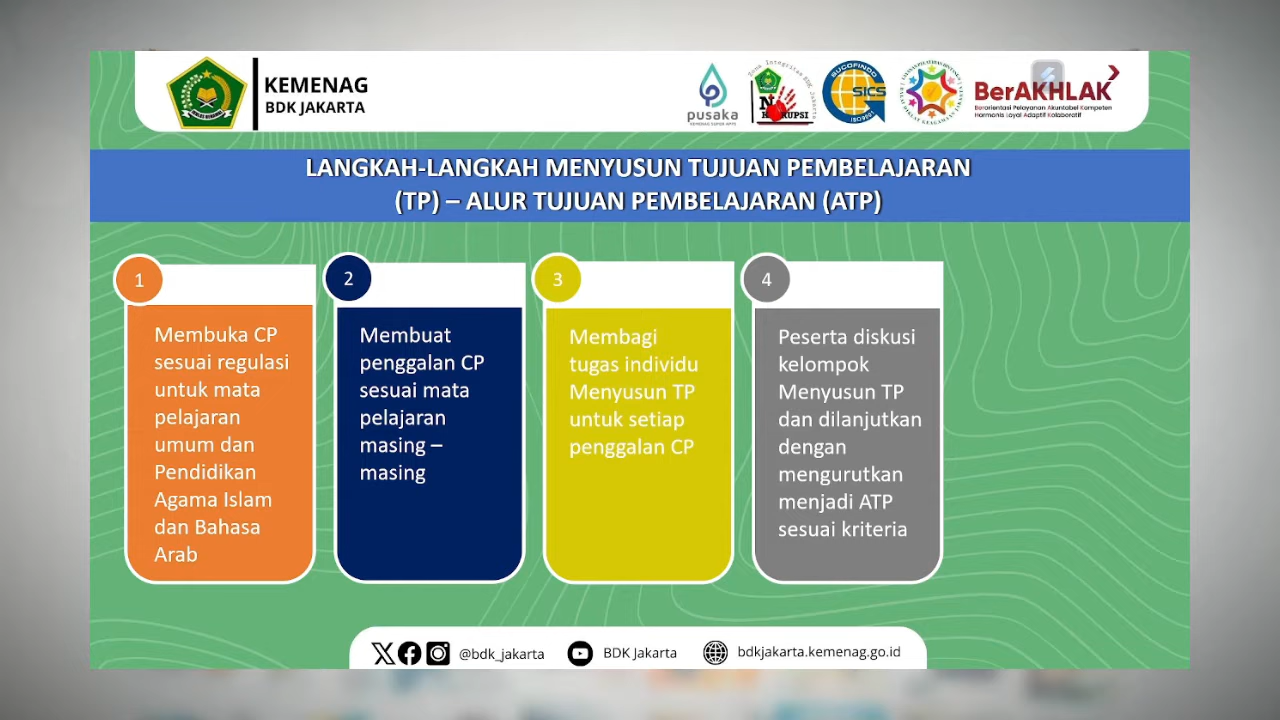 KEMENAG
BDK JAKARTA
pusaka
SUCOFINDO
SICS
ISO9001
BerAKHLAK
Berorientasi Pelayanan Akuntabel Kompeten
Harmonis Loyal Adaptif Kolaboratif
LANGKAH-LANGKAH MENYUSUN TUJUAN PEMBELAJARAN
(TP) – ALUR TUJUAN PEMBELAJARAN (ATP)
1
Membuka CP
sesuai regulasi
untuk mata
pelajaran
umum dan
Pendidikan
Agama Islam
dan Bahasa
Arab
2
Membuat
penggalan CP
sesuai mata
pelajaran
masing –
masing
3
Membagi
tugas individu
Menyusun TP
untuk setiap
penggalan CP
4
Peserta diskusi
kelompok
Menyusun TP
dan dilanjutkan
dengan
mengurutkan
menjadi ATP
sesuai kriteria
@bdk_jakarta
BDK Jakarta
bdkjakarta.kemenag.go.id